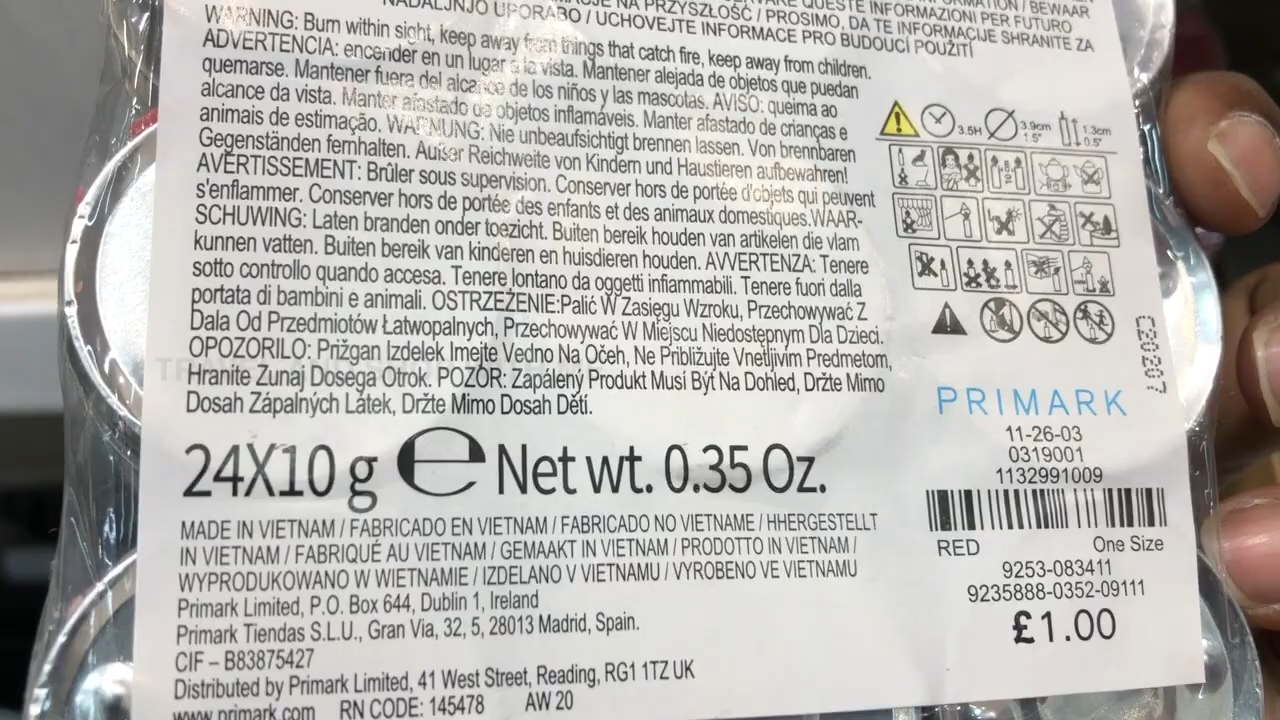 NA PRZYSZŁOŚĆ / PROSIMO, DA TE INFORMACIJE SHRANITE ZA
QUESTE INFORMAZIONI PER FUTURO
/ BEWAAR
NADALJNJO UPORABO / UCHOVEJTE INFORMACE PRO BUDOUCÍ POUŽITÍ
WARNING: Burn within sight, keep away from things that catch fire, keep away from children.
ADVERTENCIA: encender en un lugar a la vista. Mantener alejada de objetos que puedan
quemarse. Mantener fuera del alcance de los niños y las mascotas. AVISO: queima ao
alcance da vista. Manter afastado de objetos inflamáveis. Manter afastado de crianças e
animais de estimação. WARNUNG: Nie unbeaufsichtigt brennen lassen. Von brennbaren
Gegenständen fernhalten. Außer Reichweite von Kindern und Haustieren aufbewahren!
AVERTISSEMENT: Brûler sous supervision. Conserver hors de portée d'objets qui peuvent
s'enflammer. Conserver hors de portée des enfants et des animaux domestiques.WAAR-
SCHUWING: Laten branden onder toezicht. Buiten bereik houden van artikelen die vlam
kunnen vatten. Buiten bereik van kinderen en huisdieren houden. AVVERTENZA: Tenere
sotto controllo quando accesa. Tenere lontano da oggetti infiammabili. Tenere fuori dalla
portata di bambini e animali. OSTRZEŻENIE:Palić W Zasięgu Wzroku, Przechowywać Z
Dala Od Przedmiotów Łatwopalnych, Przechowywać W Miejscu Niedostępnym Dla Dzieci.
OPOZORILO: Prižgan Izdelek Imejte Vedno Na Očeh, Ne Približujte Vnetljivim Predmetom,
Hranite Zunaj Dosega Otrok. POZOR: Zapálený Produkt Musí Být Na Dohled, Držte Mimo
Dosah Zápalných Látek, Držte Mimo Dosah Dětí.
3.5H 3.9cm 1.3cm
1.5" 0.5"
CE0207
24X10 g e Net wt. 0.35 Oz.
MADE IN VIETNAM / FABRICADO EN VIETNAM / FABRICADO NO VIETNAME / HHERGESTELLT
IN VIETNAM / FABRIQUÉ AU VIETNAM / GEMAAKT IN VIETNAM / PRODOTTO IN VIETNAM /
WYPRODUKOWANO W WIETNAMIE / IZDELANO V VIETNAMU / VYROBENO VE VIETNAMU
Primark Limited, P.O. Box 644, Dublin 1, Ireland
Primark Tiendas S.L.U., Gran Via, 32, 5, 28013 Madrid, Spain.
CIF – B83875427
Distributed by Primark Limited, 41 West Street, Reading, RG1 1TZ UK
www.primark.com RN CODE: 145478 AW 20
PRIMARK
11-26-03
0319001
1132991009
RED One Size
9253-083411
9235888-0352-09111
£1.00